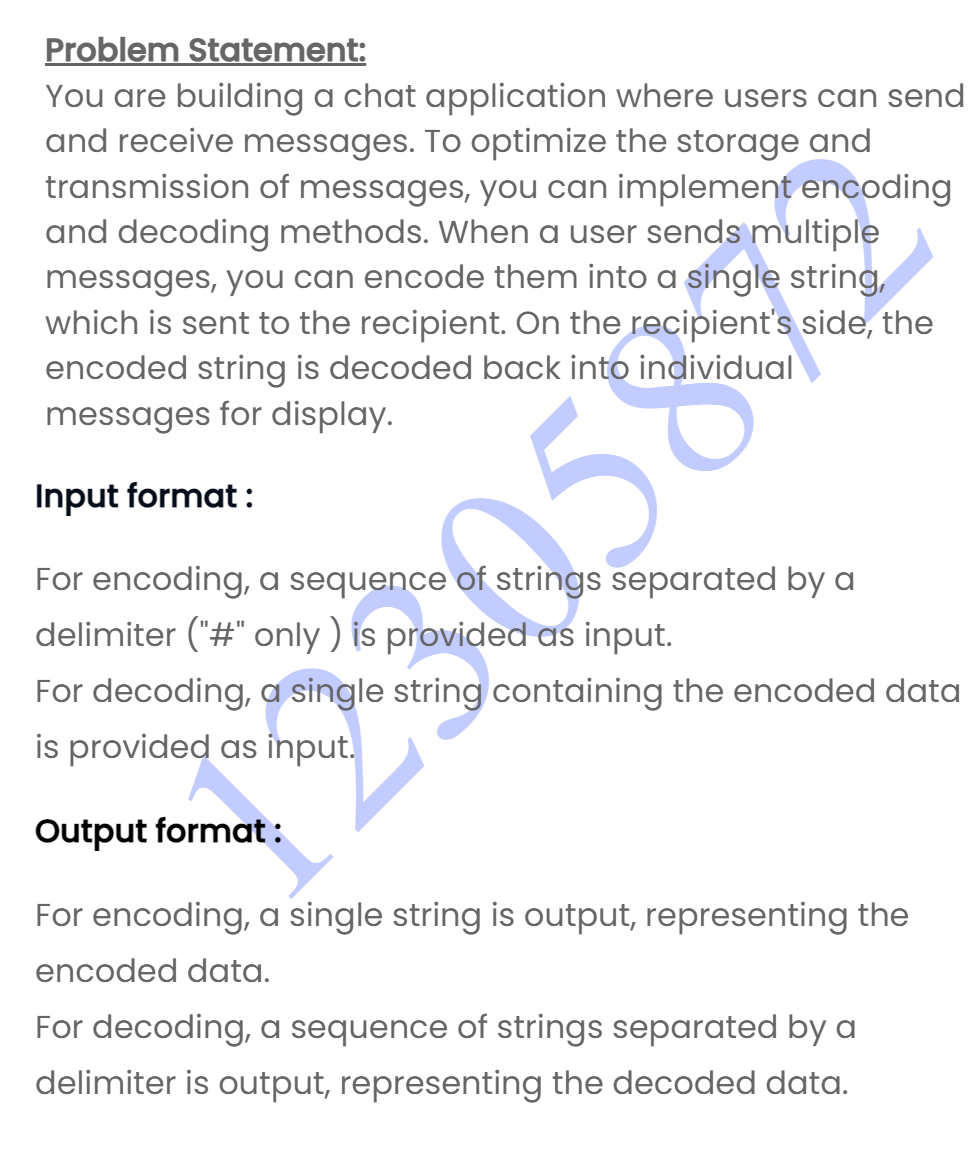 Problem Statement:
You are building a chat application where users can send
and receive messages. To optimize the storage and
transmission of messages, you can implement encoding
and decoding methods. When a user sends multiple
messages, you can encode them into a single string,
which is sent to the recipient. On the recipient's side, the
encoded string is decoded back into individual
messages for display.
Input format :
For encoding, a sequence of strings separated by a
delimiter ("#" only ) is provided as input.
For decoding, a single string containing the encoded data
is provided as input.
Output format :
For encoding, a single string is output, representing the
encoded data.
For decoding, a sequence of strings separated by a
delimiter is output, representing the decoded data.
12305872